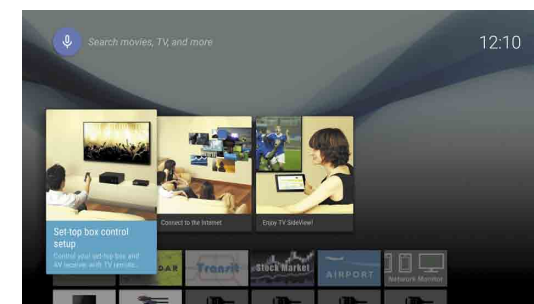 Search movies, TV, and more
12:10
Set-top box control
setup
Control your set-top box and
AV receiver with TV remote...
Connect to the Internet
Enjoy TV SideView!
DAR
Transit
Stock Market
AIRPORT
Network Monitor